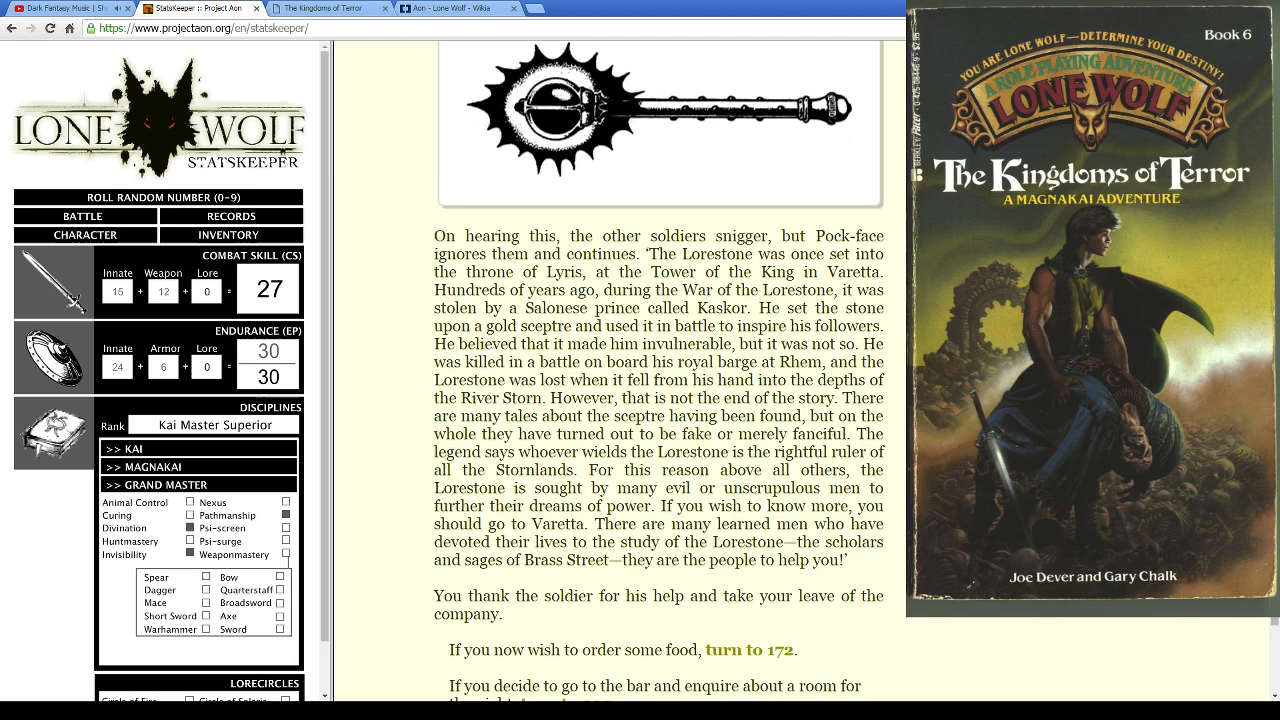 Dark Fantasy Music | Sh
StatsKeeper :: Project Aon
The Kingdoms of Terror
Aon - Lone Wolf - Wikia
https://www.projectaon.org/en/statskeeper/
LONE WOLF
STATSKEEPER
ROLL RANDOM NUMBER (0-9)
BATTLE RECORDS
CHARACTER INVENTORY
COMBAT SKILL (CS)
Innate Weapon Lore
15 + 12 + 0 = 27
ENDURANCE (EP)
Innate Armor Lore
30
24 + 6 + 0 = 30
DISCIPLINES
Rank Kai Master Superior
>> KAI
>> MAGNAKAI
>> GRAND MASTER
Animal Control Nexus
Curing Pathmanship
Divination Psi-screen
Huntmastery Psi-surge
Invisibility Weaponmastery
Spear Bow
Dagger Quarterstaff
Mace Broadsword
Short Sword Axe
Warhammer Sword
LORECIRCLES
Circle of Fire Circle of Solaris
On hearing this, the other soldiers snigger, but Pock-face
ignores them and continues. ‘The Lorestone was once set into
the throne of Lyris, at the Tower of the King in Varetta.
Hundreds of years ago, during the War of the Lorestone, it was
stolen by a Salonese prince called Kaskor. He set the stone
upon a gold sceptre and used it in battle to inspire his followers.
He believed that it made him invulnerable, but it was not so. He
was killed in a battle on board his royal barge at Rhem, and the
Lorestone was lost when it fell from his hand into the depths of
the River Storn. However, that is not the end of the story. There
are many tales about the sceptre having been found, but on the
whole they have turned out to be fake or merely fanciful. The
legend says whoever wields the Lorestone is the rightful ruler of
all the Stornlands. For this reason above all others, the
Lorestone is sought by many evil or unscrupulous men to
further their dreams of power. If you wish to know more, you
should go to Varetta. There are many learned men who have
devoted their lives to the study of the Lorestone—the scholars
and sages of Brass Street—they are the people to help you!’
You thank the soldier for his help and take your leave of the
company.
If you now wish to order some food, turn to 172.
If you decide to go to the bar and enquire about a room for
Book 6
YOU ARE LONE WOLF—DETERMINE YOUR DESTINY!
A ROLE PLAYING ADVENTURE
LONE WOLF
The Kingdoms of Terror
A MAGNAKAI ADVENTURE
Joe Dever and Gary Chalk